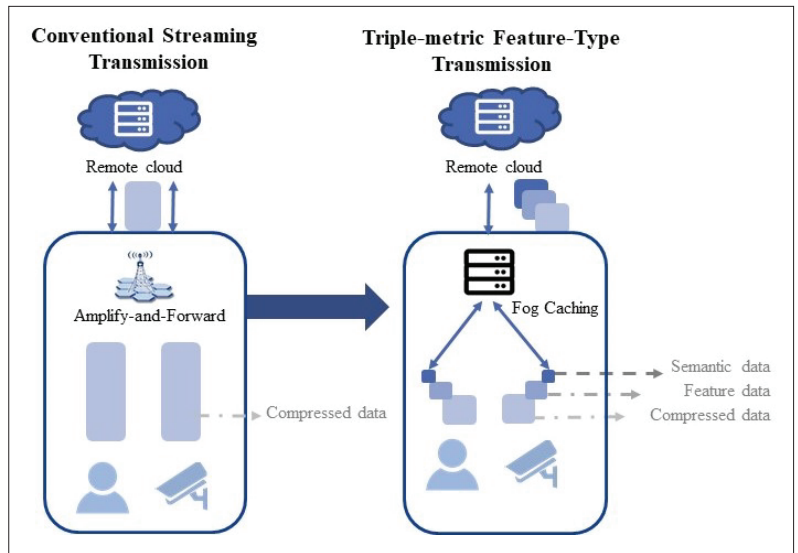 Conventional Streaming
Transmission
Remote cloud
Amplify-and-Forward
Compressed data
Triple-metric Feature-Type
Transmission
Remote cloud
Fog Caching
Semantic data
Feature data
Compressed data